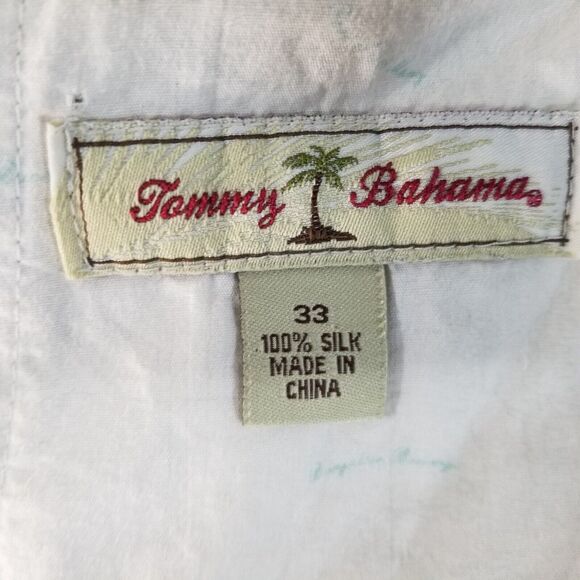 Tommy Bahama®
33
100% SILK
MADE IN
CHINA